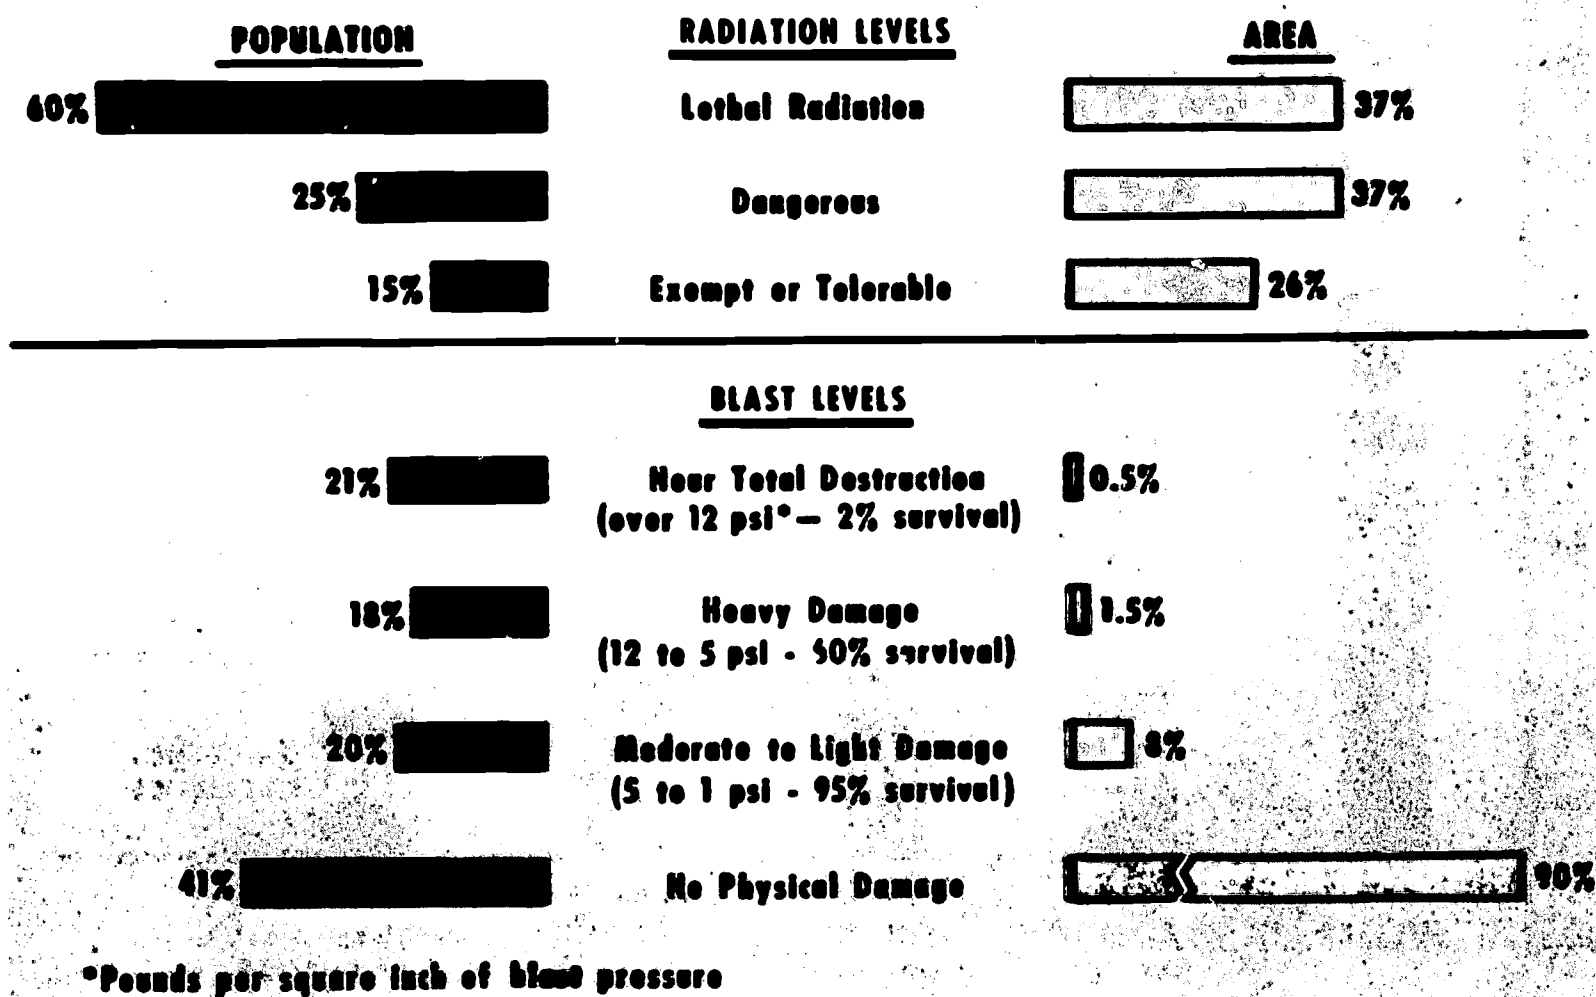 POPULATION RADIATION LEVELS AREA
60% Lethal Radiation 37%
25% Dangerous 37%
15% Exempt or Tolerable 26%
BLAST LEVELS
21% Near Total Destruction 0.5%
(over 12 psi* — 2% survival)
18% Heavy Damage 1.5%
(12 to 5 psi - survival)
20% Moderate to Light Damage 8%
(5 to 1 psi - 95% survival)
41% No Physical Damage 90%
*Pounds per square inch of blast pressure